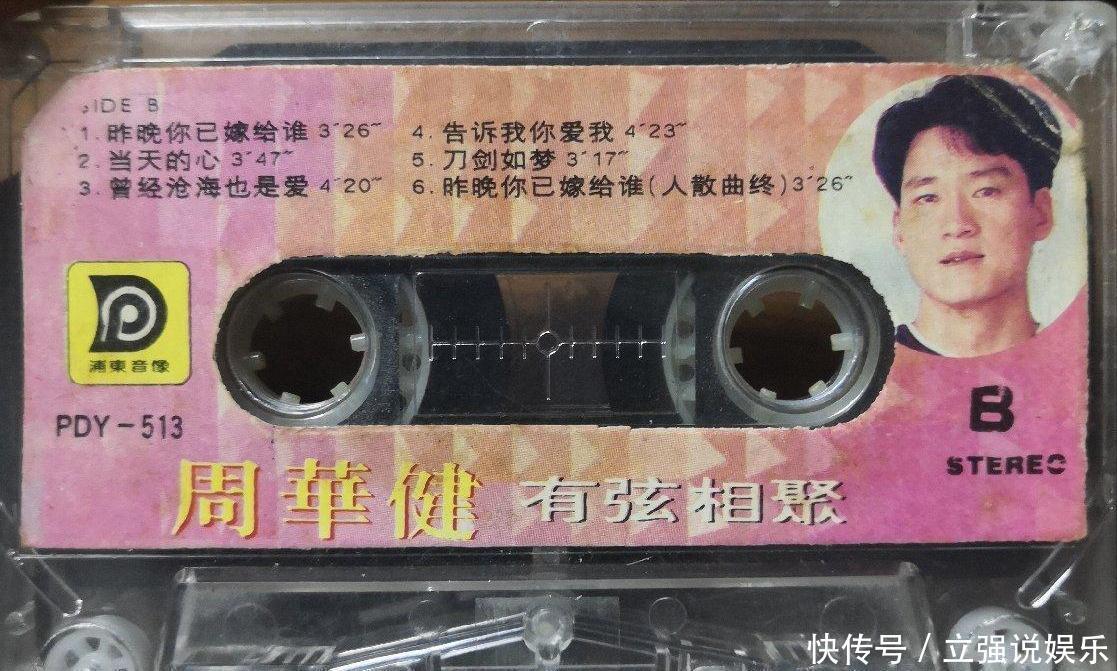 SIDE B
1.昨晚你已嫁给谁 3´26˝
2.当天的心 3´47˝
3.曾经沧海也是爱 4´20˝
4.告诉我你爱我 4´23˝
5.刀剑如梦 3´17˝
6.昨晚你已嫁给谁(人散曲终)3´26˝
浦東音像
PDY-513
B
STEREO
周華健 有弦相聚
快传号 / 立强说娱乐